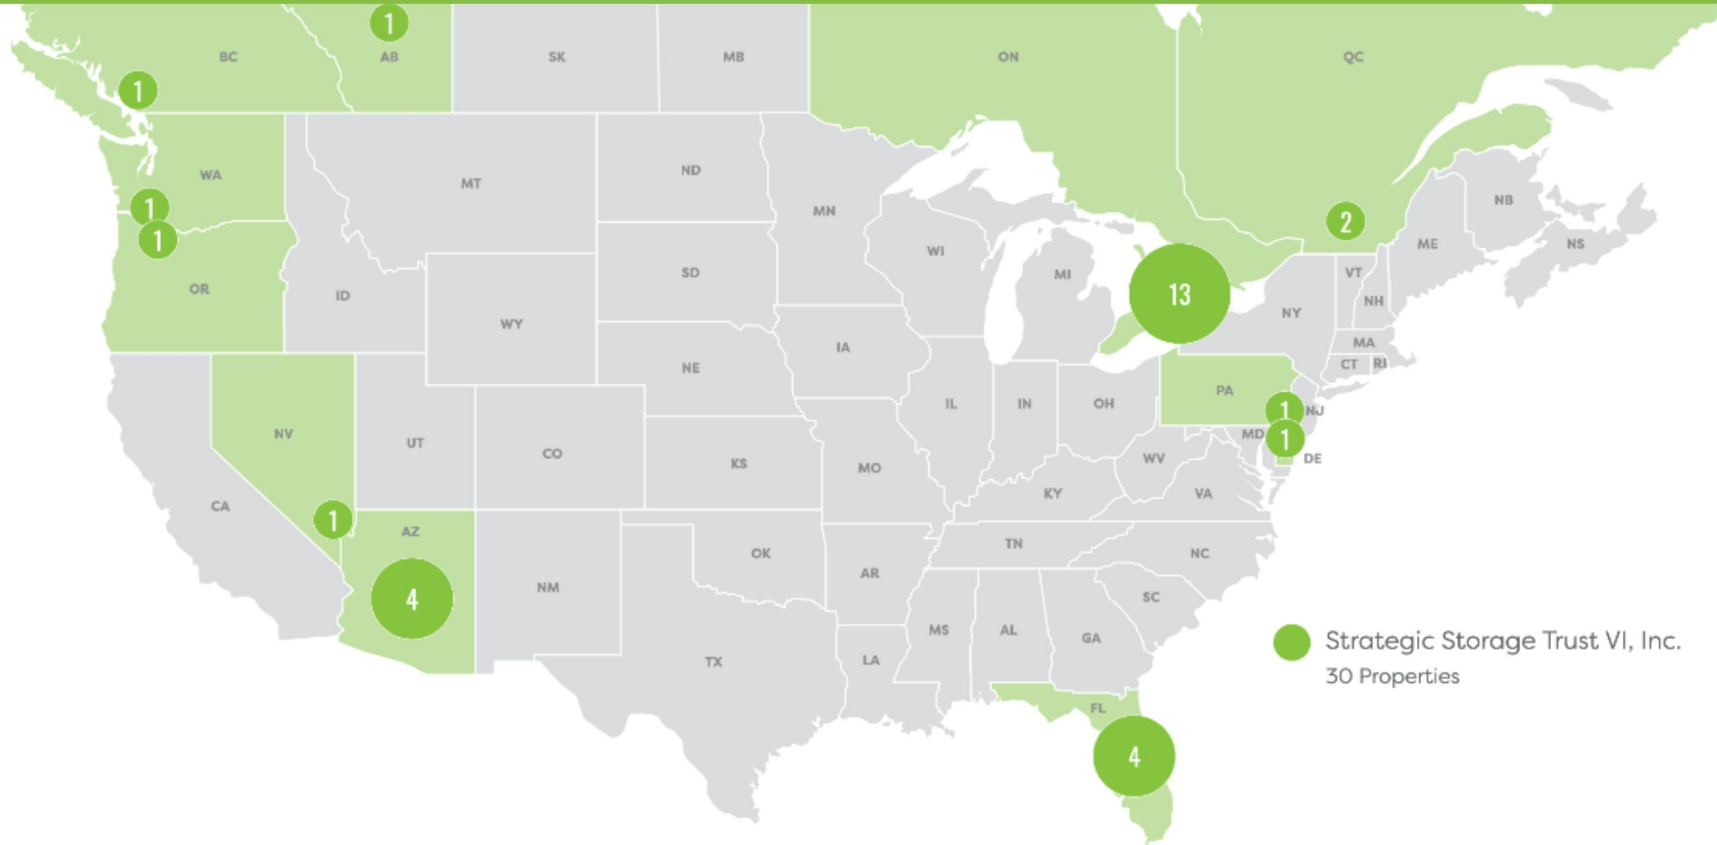 1
BC
AB
SK
MB
ON
QC
1
WA
MT
ND
MN
WI
MI
2
NB
ME
NS
1
1
OR
ID
SD
WY
13
VT
NH
NY
MA
CT
RI
IA
NE
PA
IL
IN
OH
1
NJ
NV
UT
CO
KS
MO
WV
MD
1
DE
CA
KY
VA
1
AZ
TN
NC
OK
AR
NM
4
SC
MS
AL
GA
TX
LA
Strategic Storage Trust VI, Inc.
30 Properties
FL
4